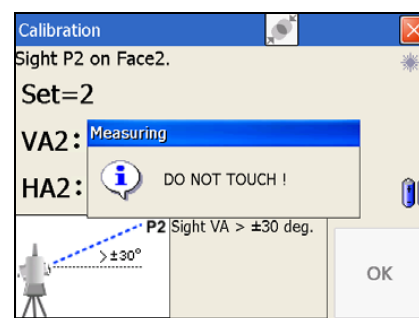 Calibration
Sight P2 on Face2.
Set=2
VA2:
Measuring
DO NOT TOUCH !
HA2:
P2
>±30°
Sight VA > ±30 deg.
OK